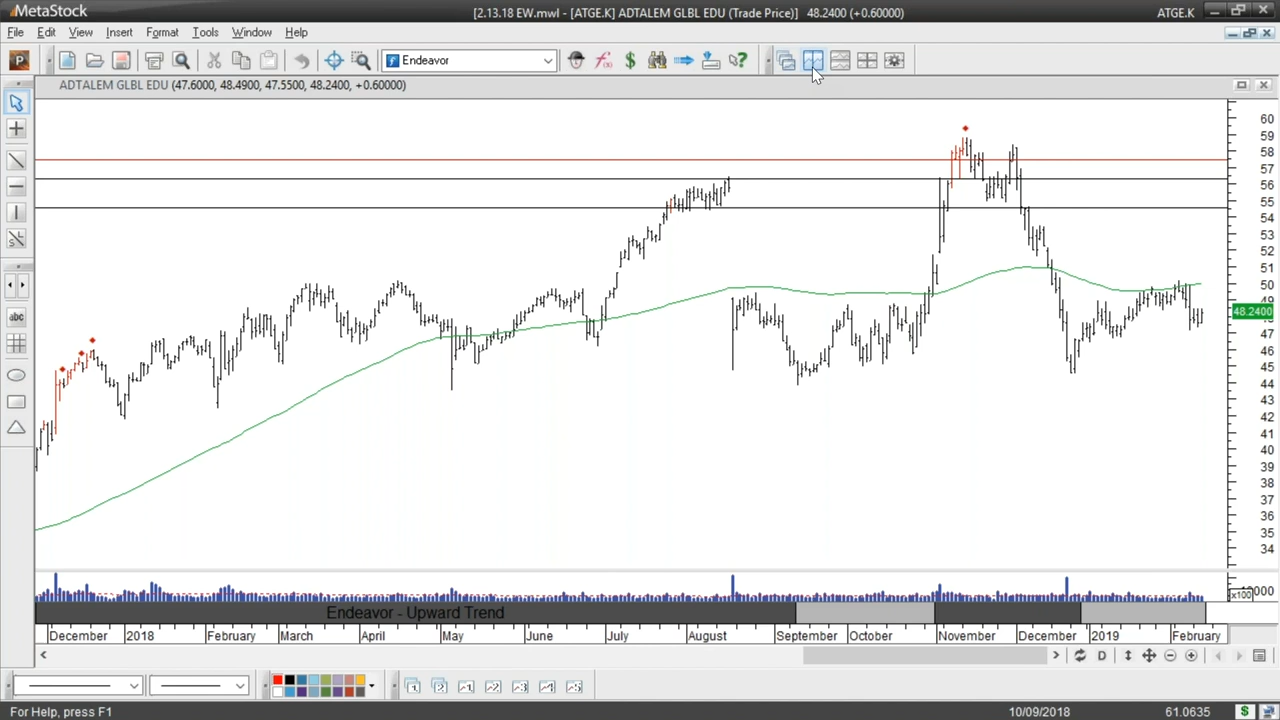 MetaStock
[2.13.18 EW.mwl - [ATGE.K] ADTALEM GLBL EDU (Trade Price)] 48.2400 (+0.60000)
ATGE.K
File Edit View Insert Format Tools Window Help
P
Endeavor
ADTALEM GLBL EDU (47.6000, 48.4900, 47.5500, 48.2400, +0.60000)
60
59
58
57
56
55
54
53
52
51
50
49
48.2400
47
46
45
44
43
42
41
40
39
38
37
36
35
34
abc
x100
Endeavor - Upward Trend
December 2018 February March April May June July August September October November December 2019 February
D
For Help, press F1
10/09/2018
61.0635